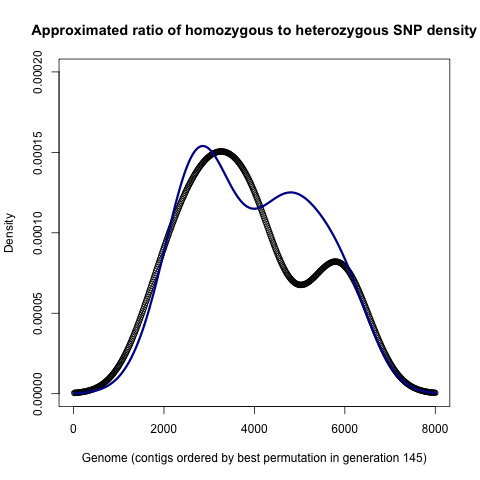 Approximated ratio of homozygous to heterozygous SNP density
0.00020
0.00015
0.00010
0.00005
0.00000
Density
0 2000 4000 6000 8000
Genome (contigs ordered by best permutation in generation 145)